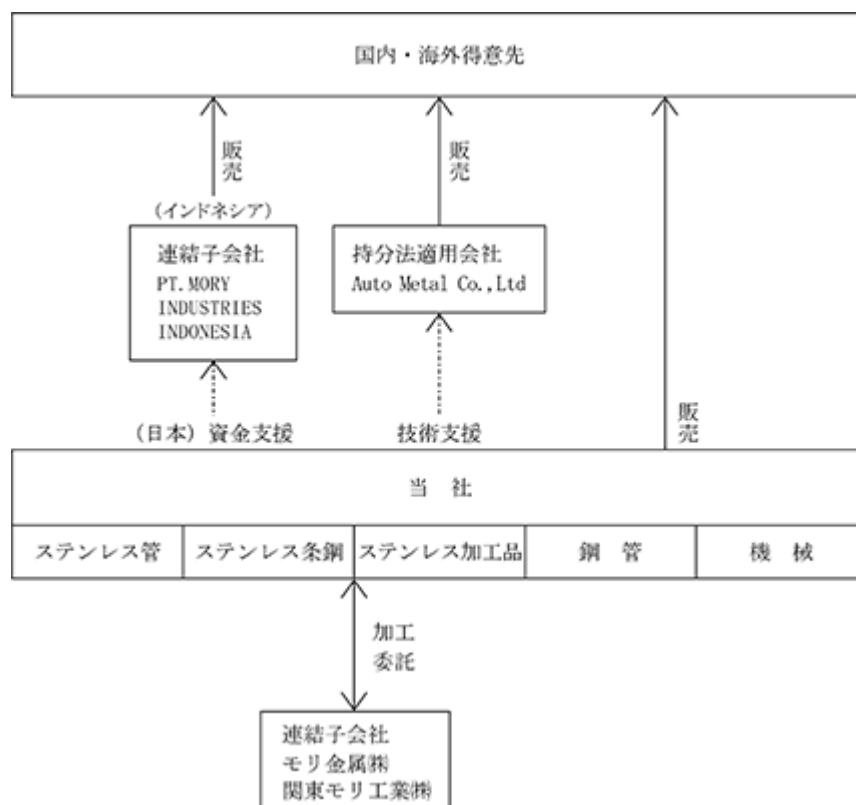 国内・海外得意先
販売
販売
販売
(インドネシア)
連結子会社
PT.MORY
INDUSTRIES
INDONESIA
持分法適用会社
Auto Metal Co.,Ltd
(日本) 資金支援
技術支援
当 社
ステンレス管
ステンレス条鋼
ステンレス加工品
鋼 管
機 械
加工
委託
連結子会社
モリ金属㈱
関東モリ工業㈱